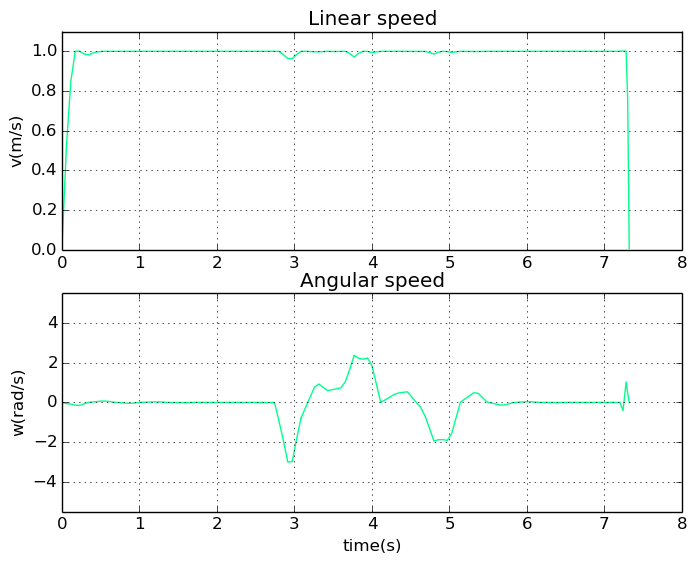 Linear speed
1.0
0.8
0.6
0.4
0.2
0.0
v(m/s)
0 1 2 3 4 5 6 7 8
Angular speed
4
2
0
−2
−4
w(rad/s)
0 1 2 3 4 5 6 7 8
time(s)